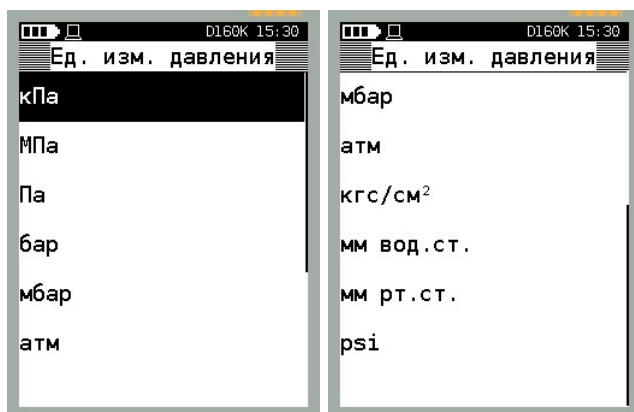 D160K 15:30
Ед. изм. давления
кПа
МПа
Па
бар
мбар
атм
D160K 15:30
Ед. изм. давления
мбар
атм
кгс/см²
мм вод.ст.
мм рт.ст.
psi